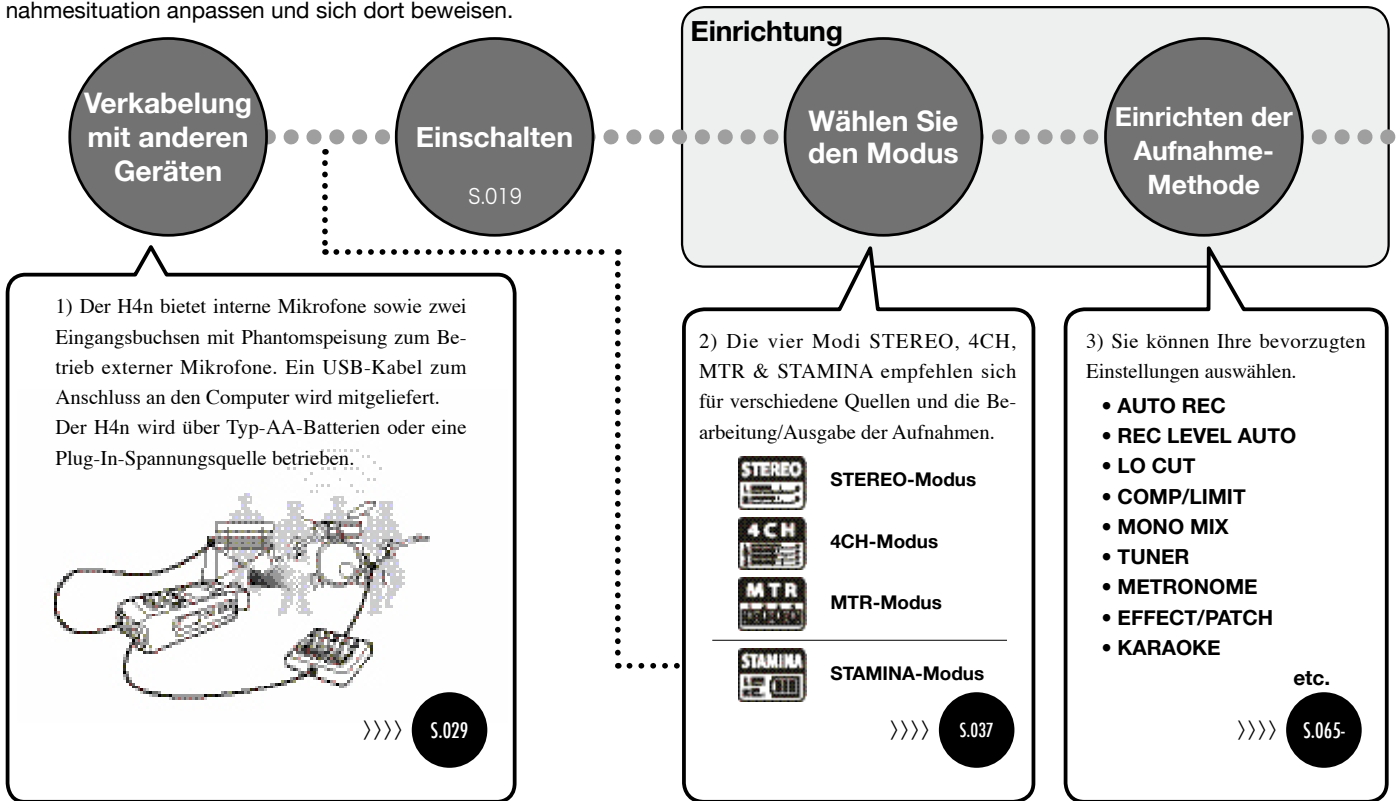 nahmesituation anpassen und sich dort beweisen.
Einrichtung
Verkabelung
mit anderen
Geräten
Einschalten
S.019
Wählen Sie
den Modus
Einrichten der
Aufnahme-
Methode
1) Der H4n bietet interne Mikrofone sowie zwei
Eingangsbuchsen mit Phantomspeisung zum Be-
trieb externer Mikrofone. Ein USB-Kabel zum
Anschluss an den Computer wird mitgeliefert.
Der H4n wird über Typ-AA-Batterien oder eine
Plug-In-Spannungsquelle betrieben.
〉〉〉〉 S.029
2) Die vier Modi STEREO, 4CH,
MTR & STAMINA empfehlen sich
für verschiedene Quellen und die Be-
arbeitung/Ausgabe der Aufnahmen.
STEREO STEREO-Modus
4CH 4CH-Modus
MTR MTR-Modus
STAMINA STAMINA-Modus
〉〉〉〉 S.037
3) Sie können Ihre bevorzugten
Einstellungen auswählen.
• AUTO REC
• REC LEVEL AUTO
• LO CUT
• COMP/LIMIT
• MONO MIX
• TUNER
• METRONOME
• EFFECT/PATCH
• KARAOKE
etc.
〉〉〉〉 S.065-